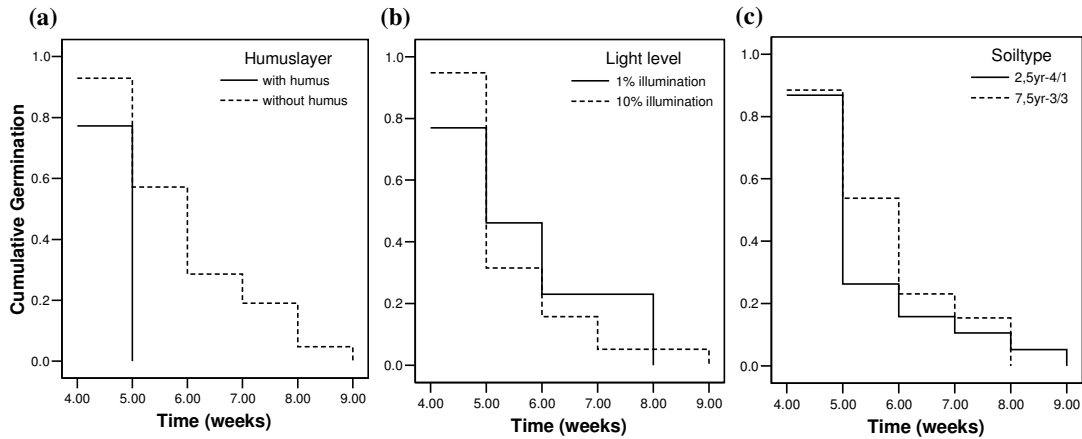 (a)
Humuslayer
with humus
without humus
1.0
0.8
0.6
0.4
0.2
0.0
Cumulative Germination
4.00 5.00 6.00 7.00 8.00 9.00
Time (weeks)
(b)
Light level
1% illumination
10% illumination
1.0
0.8
0.6
0.4
0.2
0.0
4.00 5.00 6.00 7.00 8.00 9.00
Time (weeks)
(c)
Soiltype
2,5yr-4/1
7,5yr-3/3
1.0
0.8
0.6
0.4
0.2
0.0
4.00 5.00 6.00 7.00 8.00 9.00
Time (weeks)